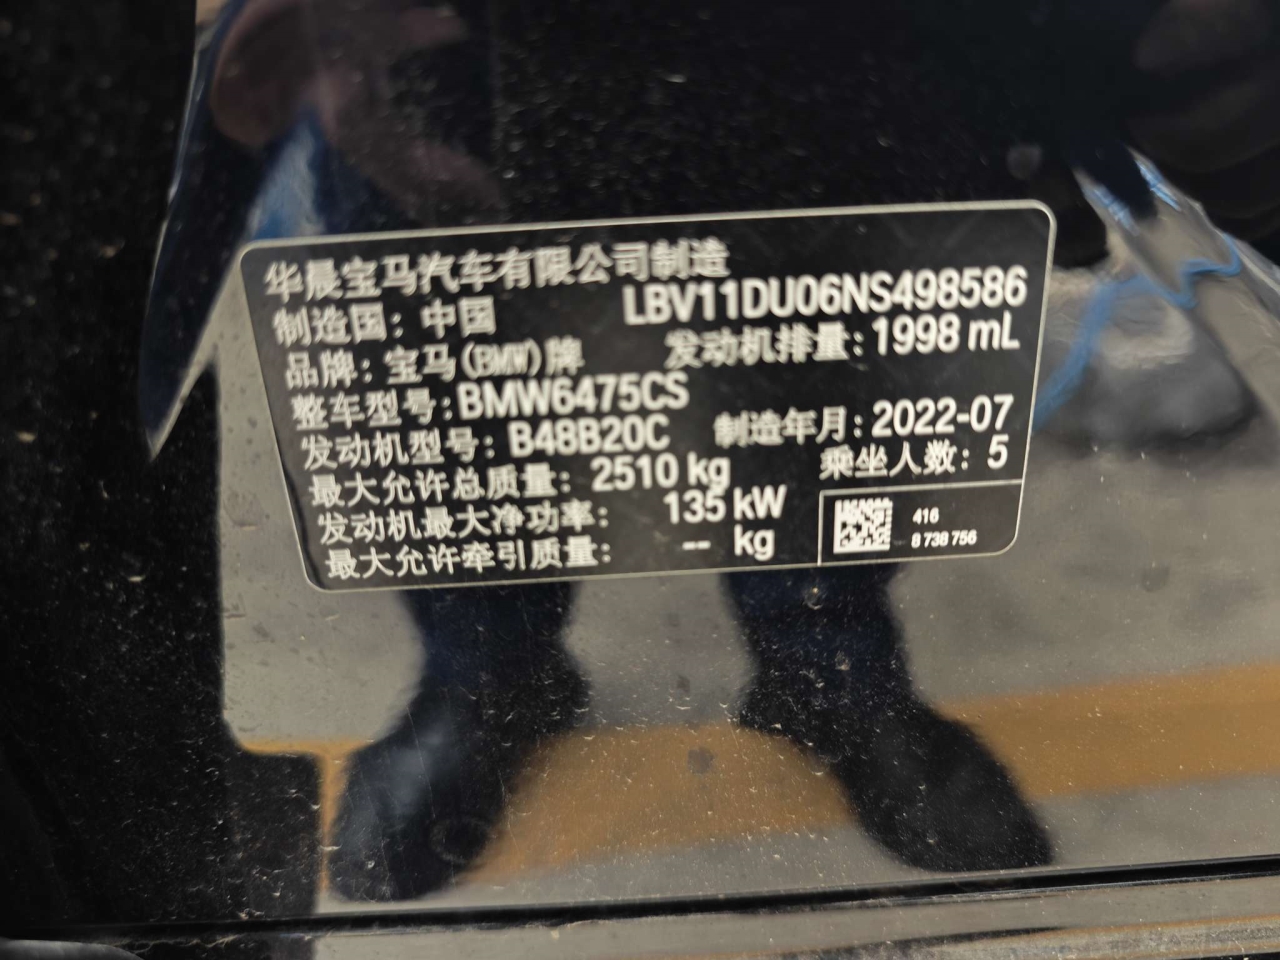 华晨宝马汽车有限公司制造
制造国：中国 LBV11DU06NS498586
品牌：宝马(BMW)牌 发动机排量：1998 mL
整车型号：BMW6475CS
发动机型号：B48B20C 制造年月：2022-07
最大允许总质量：2510 kg 乘坐人数：5
发动机最大净功率：135 kW
最大允许牵引质量：-- kg
416
8 738 756